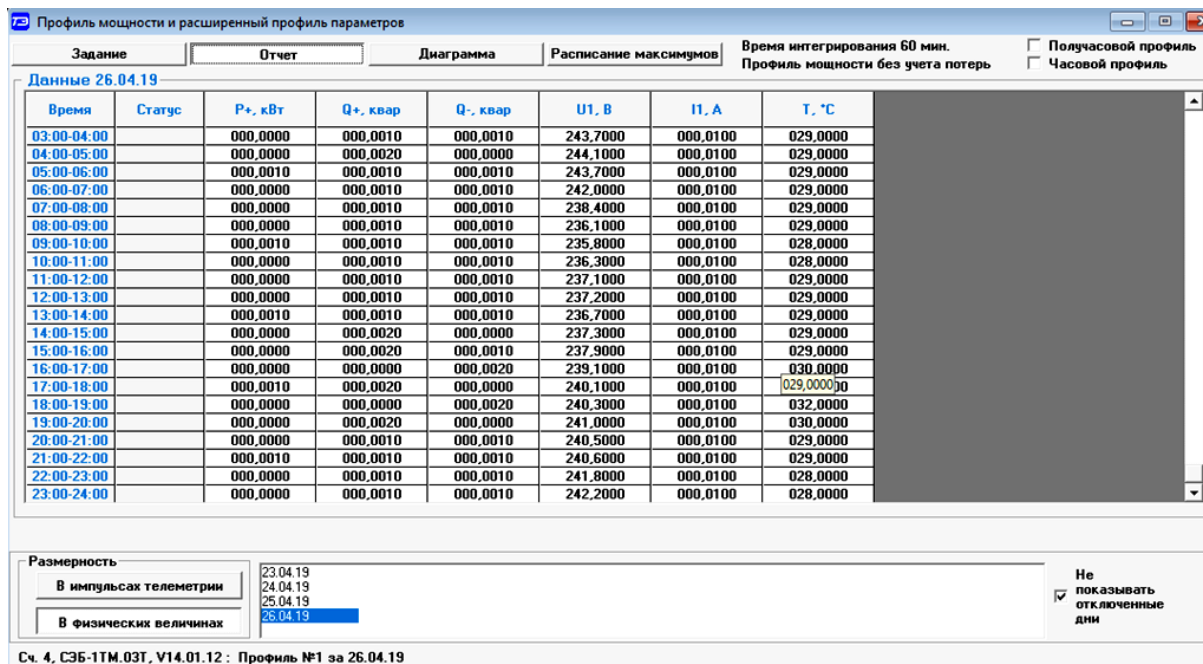 ТЭ Профиль мощности и расширенный профиль параметров
Задание Отчет Диаграмма Расписание максимумов Время интегрирования 60 мин. Получасовой профиль
Профиль мощности без учета потерь Часовой профиль
Данные 26.04.19
Время Статус P+, кВт Q+, квар Q-, квар U1, В I1, А T, °C
03:00-04:00 000,0000 000,0010 000,0010 243,7000 000,0100 029,0000
04:00-05:00 000,0000 000,0020 000,0000 244,1000 000,0100 029,0000
05:00-06:00 000,0010 000,0010 000,0010 243,7000 000,0100 029,0000
06:00-07:00 000,0000 000,0010 000,0010 242,0000 000,0100 029,0000
07:00-08:00 000,0000 000,0010 000,0010 238,4000 000,0100 029,0000
08:00-09:00 000,0000 000,0010 000,0010 236,1000 000,0100 029,0000
09:00-10:00 000,0010 000,0010 000,0010 235,8000 000,0100 028,0000
10:00-11:00 000,0000 000,0010 000,0010 236,3000 000,0100 028,0000
11:00-12:00 000,0000 000,0010 000,0010 237,1000 000,0100 029,0000
12:00-13:00 000,0000 000,0010 000,0010 237,2000 000,0100 029,0000
13:00-14:00 000,0010 000,0010 000,0010 236,7000 000,0100 029,0000
14:00-15:00 000,0000 000,0020 000,0000 237,3000 000,0100 029,0000
15:00-16:00 000,0000 000,0020 000,0010 237,9000 000,0100 029,0000
16:00-17:00 000,0000 000,0000 000,0020 239,1000 000,0100 030,0000
17:00-18:00 000,0010 000,0020 000,0000 240,1000 000,0100 029,0000
18:00-19:00 000,0000 000,0000 000,0020 240,3000 000,0100 032,0000
19:00-20:00 000,0000 000,0020 000,0000 241,0000 000,0100 030,0000
20:00-21:00 000,0000 000,0010 000,0010 240,5000 000,0100 029,0000
21:00-22:00 000,0010 000,0010 000,0010 240,6000 000,0100 029,0000
22:00-23:00 000,0000 000,0010 000,0010 241,8000 000,0100 028,0000
23:00-24:00 000,0000 000,0010 000,0010 242,2000 000,0100 028,0000
Размерность
В импульсах телеметрии
В физических величинах
23.04.19
24.04.19
25.04.19
26.04.19
Не
показывать
отключенные
дни
Сч. 4, СЭБ-1ТМ.03Т, V14.01.12 : Профиль №1 за 26.04.19